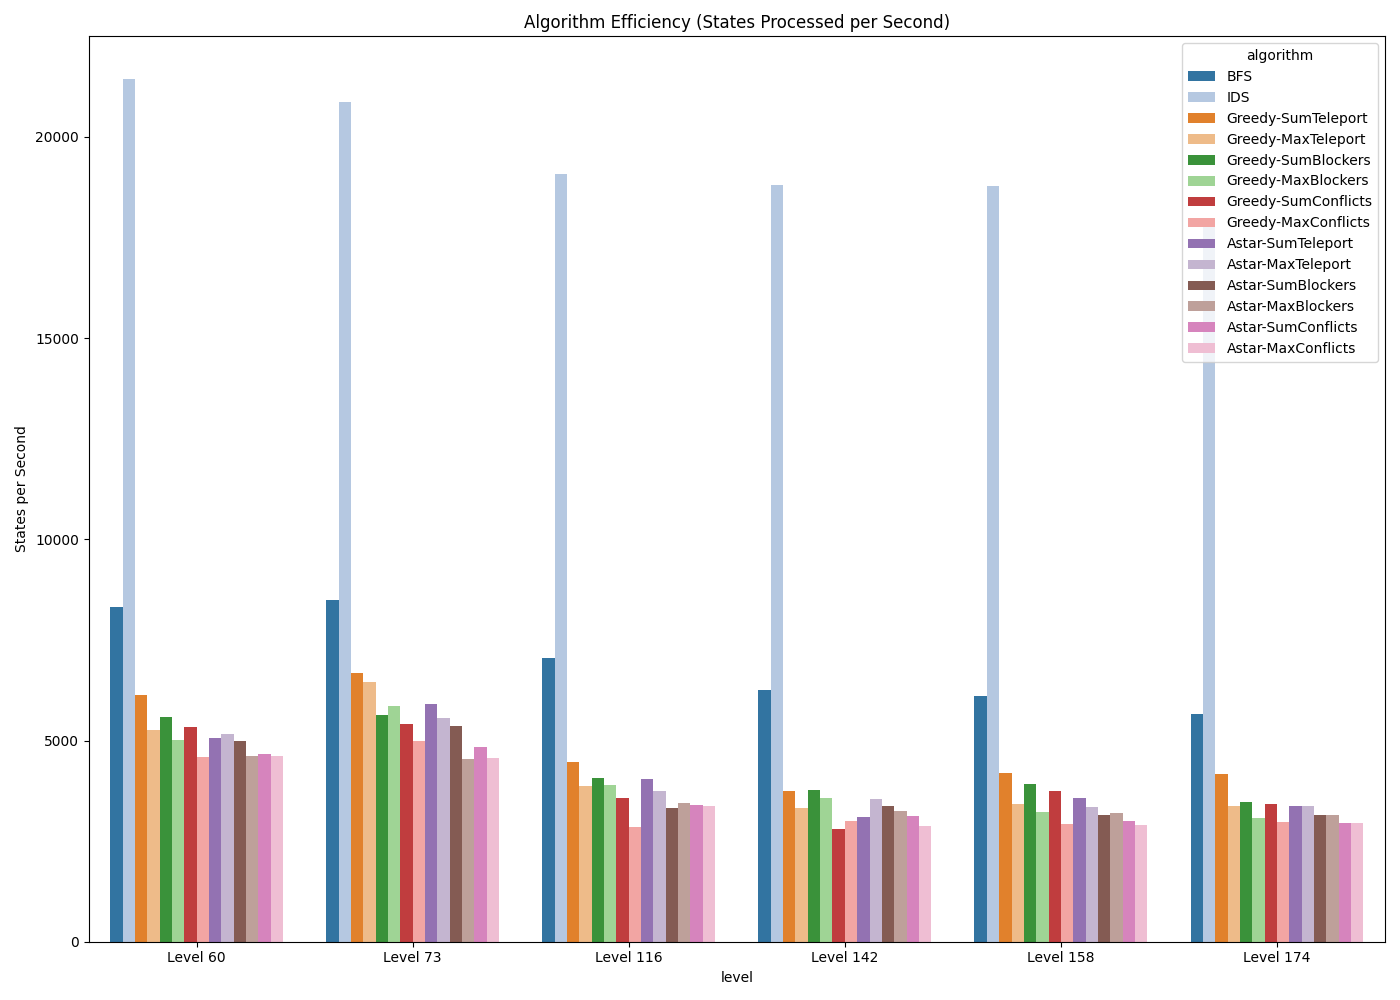 Algorithm Efficiency (States Processed per Second)
algorithm
BFS
IDS
Greedy-SumTeleport
Greedy-MaxTeleport
Greedy-SumBlockers
Greedy-MaxBlockers
Greedy-SumConflicts
Greedy-MaxConflicts
Astar-SumTeleport
Astar-MaxTeleport
Astar-SumBlockers
Astar-MaxBlockers
Astar-SumConflicts
Astar-MaxConflicts
States per Second
20000
15000
10000
5000
0
Level 60
Level 73
Level 116
Level 142
Level 158
Level 174
level